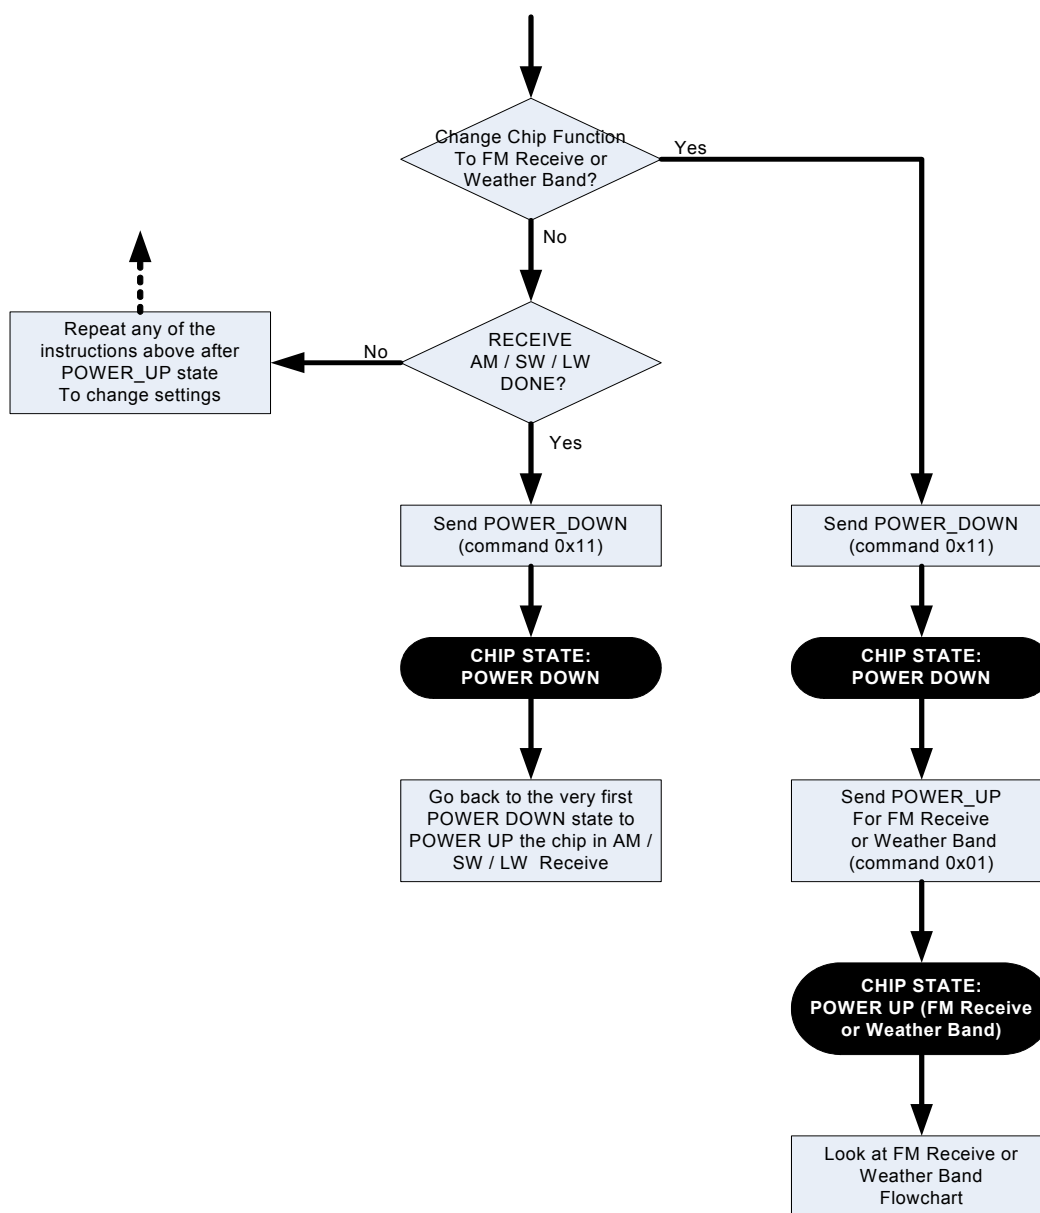 Change Chip Function
To FM Receive or
Weather Band?
Yes
No
RECEIVE
AM / SW / LW
DONE?
No
Repeat any of the
instructions above after
POWER_UP state
To change settings
Yes
Send POWER_DOWN
(command 0x11)
CHIP STATE:
POWER DOWN
Go back to the very first
POWER DOWN state to
POWER UP the chip in AM /
SW / LW  Receive
Send POWER_DOWN
(command 0x11)
CHIP STATE:
POWER DOWN
Send POWER_UP
For FM Receive
or Weather Band
(command 0x01)
CHIP STATE:
POWER UP (FM Receive
or Weather Band)
Look at FM Receive or
Weather Band
Flowchart